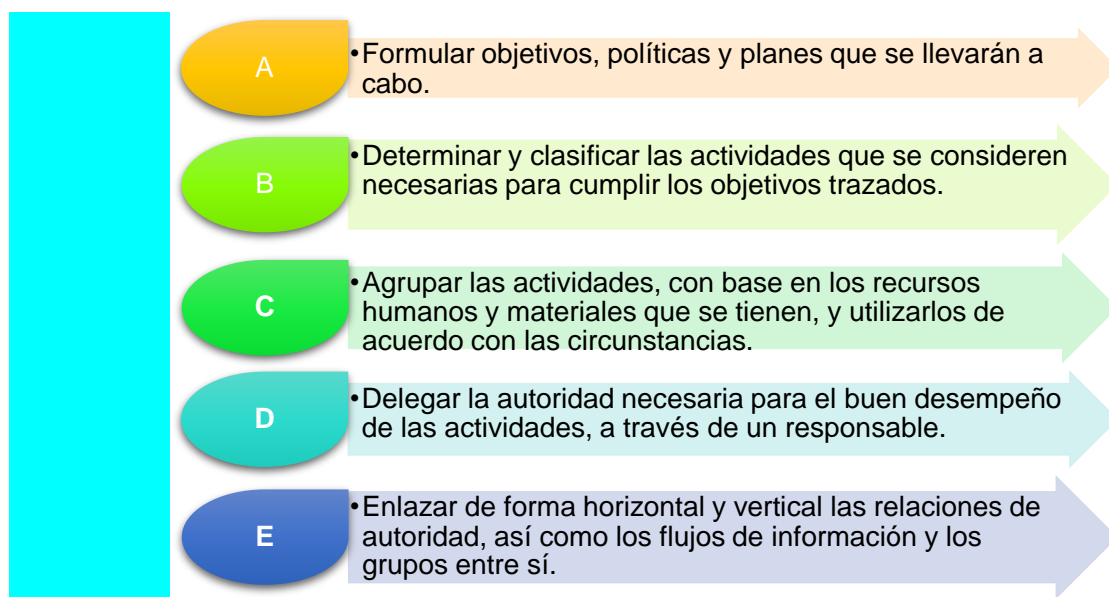 A
•Formular objetivos, políticas y planes que se llevarán a
cabo.
B
•Determinar y clasificar las actividades que se consideren
necesarias para cumplir los objetivos trazados.
C
•Agrupar las actividades, con base en los recursos
humanos y materiales que se tienen, y utilizarlos de
acuerdo con las circunstancias.
D
•Delegar la autoridad necesaria para el buen desempeño
de las actividades, a través de un responsable.
E
•Enlazar de forma horizontal y vertical las relaciones de
autoridad, así como los flujos de información y los
grupos entre sí.